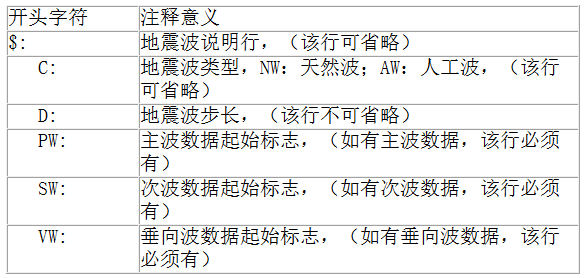 开头字符 注释意义
$: 地震波说明行，（该行可省略）
C: 地震波类型，NW：天然波；AW：人工波，（该行
可省略）
D: 地震波步长，（该行不可省略）
PW: 主波数据起始标志，（如有主波数据，该行必须
有）
SW: 次波数据起始标志，（如有次波数据，该行必须
有）
VW: 垂向波数据起始标志，（如有垂向波数据，该行
必须有）